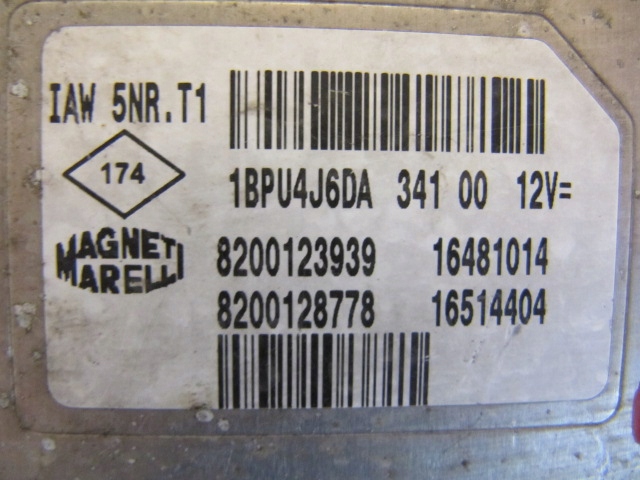 IAW 5NR.T1
174
1BPU4J6DA 341 00 12V=
MAGNETI
MARELLI
8200123939 16481014
8200128778 16514404